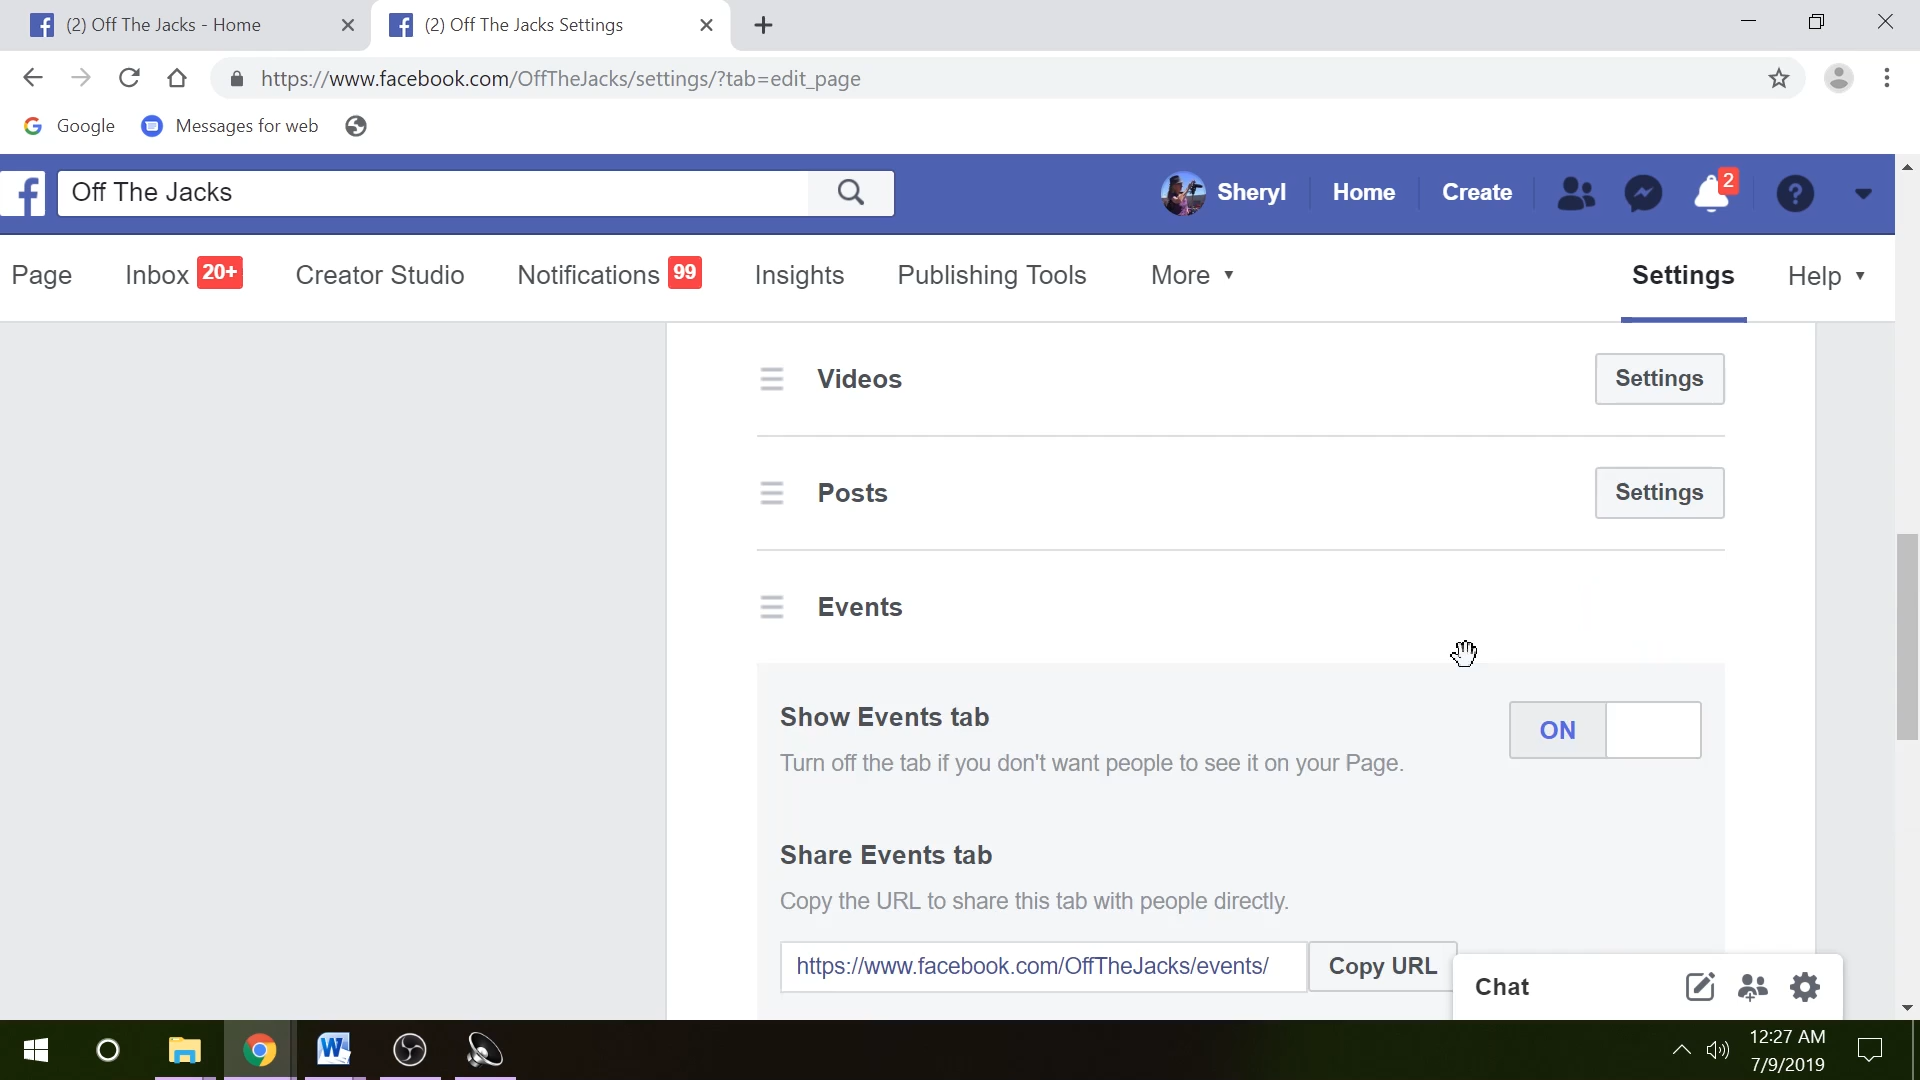 (2) Off The Jacks - Home
(2) Off The Jacks Settings
https://www.facebook.com/OffTheJacks/settings/?tab=edit_page
Google
Messages for web
Off The Jacks
Sheryl
Home
Create
2
Page
Inbox 20+
Creator Studio
Notifications 99
Insights
Publishing Tools
More
Settings
Help
Videos
Settings
Posts
Settings
Events
Show Events tab
ON
Turn off the tab if you don't want people to see it on your Page.
Share Events tab
Copy the URL to share this tab with people directly.
https://www.facebook.com/OffTheJacks/events/
Copy URL
Chat
12:27 AM
7/9/2019